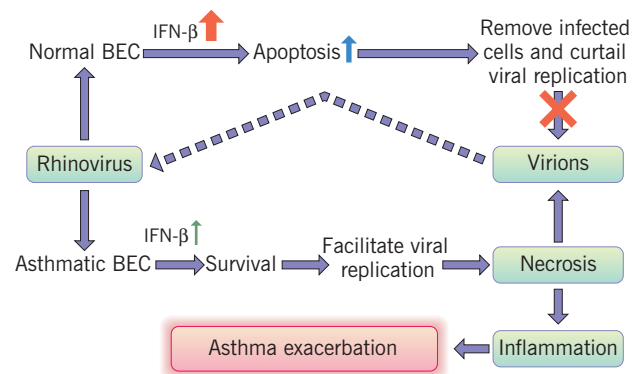 IFN-β
Remove infected
Normal BEC
Apoptosis
cells and curtail
viral replication
Rhinovirus
Virions
IFN-β
Facilitate viral
Asthmatic BEC
Survival
replication
Necrosis
Asthma exacerbation
Inflammation